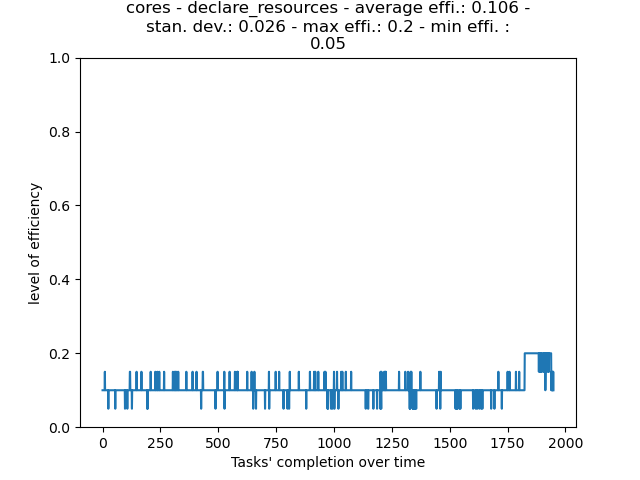 cores - declare_resources - average effi.: 0.106 -
stan. dev.: 0.026 - max effi.: 0.2 - min effi. :
0.05
1.0
0.8
0.6
0.4
0.2
0.0
level of efficiency
0 250 500 750 1000 1250 1500 1750 2000
Tasks' completion over time